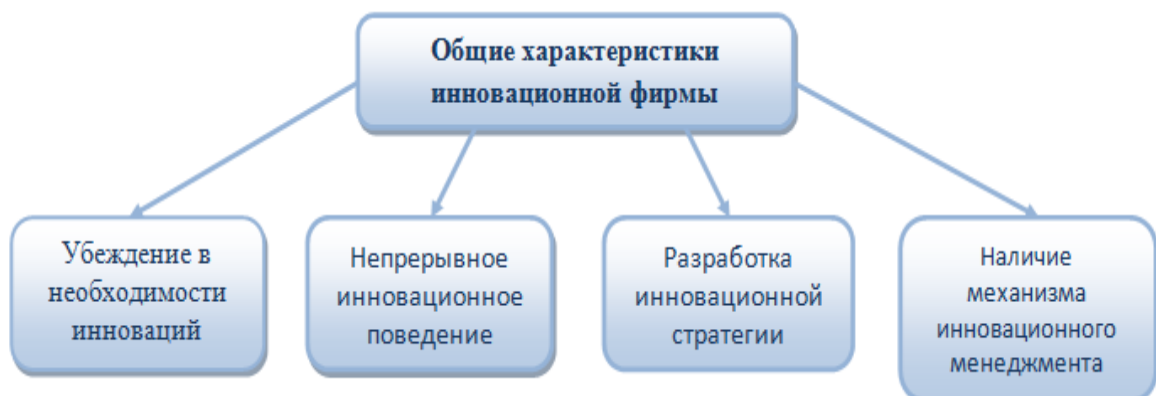 Общие характеристики
инновационной фирмы
Убеждение в
необходимости
инноваций
Непрерывное
инновационное
поведение
Разработка
инновационной
стратегии
Наличие
механизма
инновационного
менеджмента